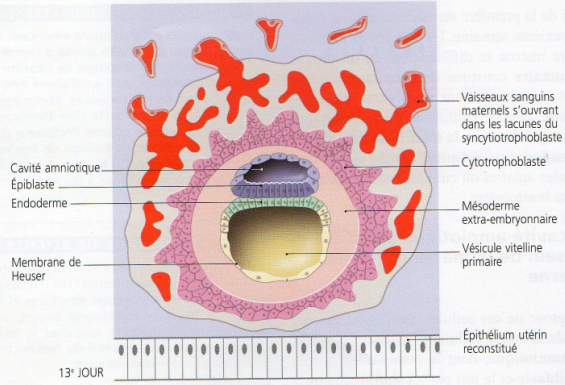 Cavité amniotique
Épiblaste
Endoderme
Membrane de
Heuser
Vaisseaux sanguins
maternels s'ouvrant
dans les lacunes du
syncytiotrophoblaste
Cytotrophoblaste
Mésoderme
extra-embryonnaire
Vésicule vitelline
primaire
Épithélium utérin
reconstitué
13e JOUR